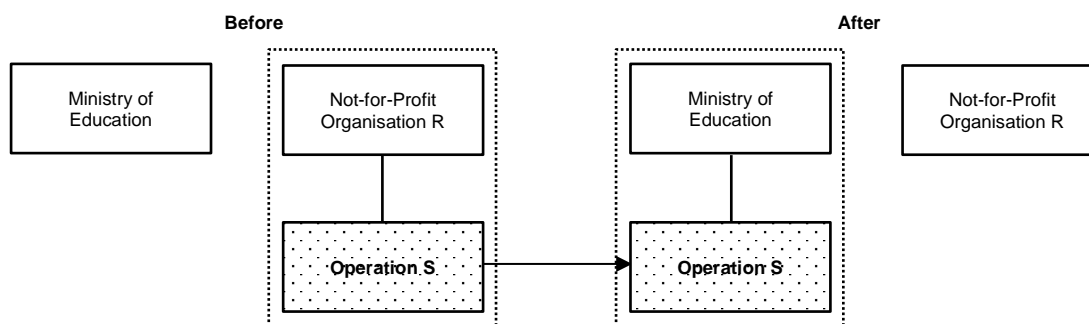 Before
After
Ministry of
Education
Not-for-Profit
Organisation R
Ministry of
Education
Not-for-Profit
Organisation R
Operation S
Operation S